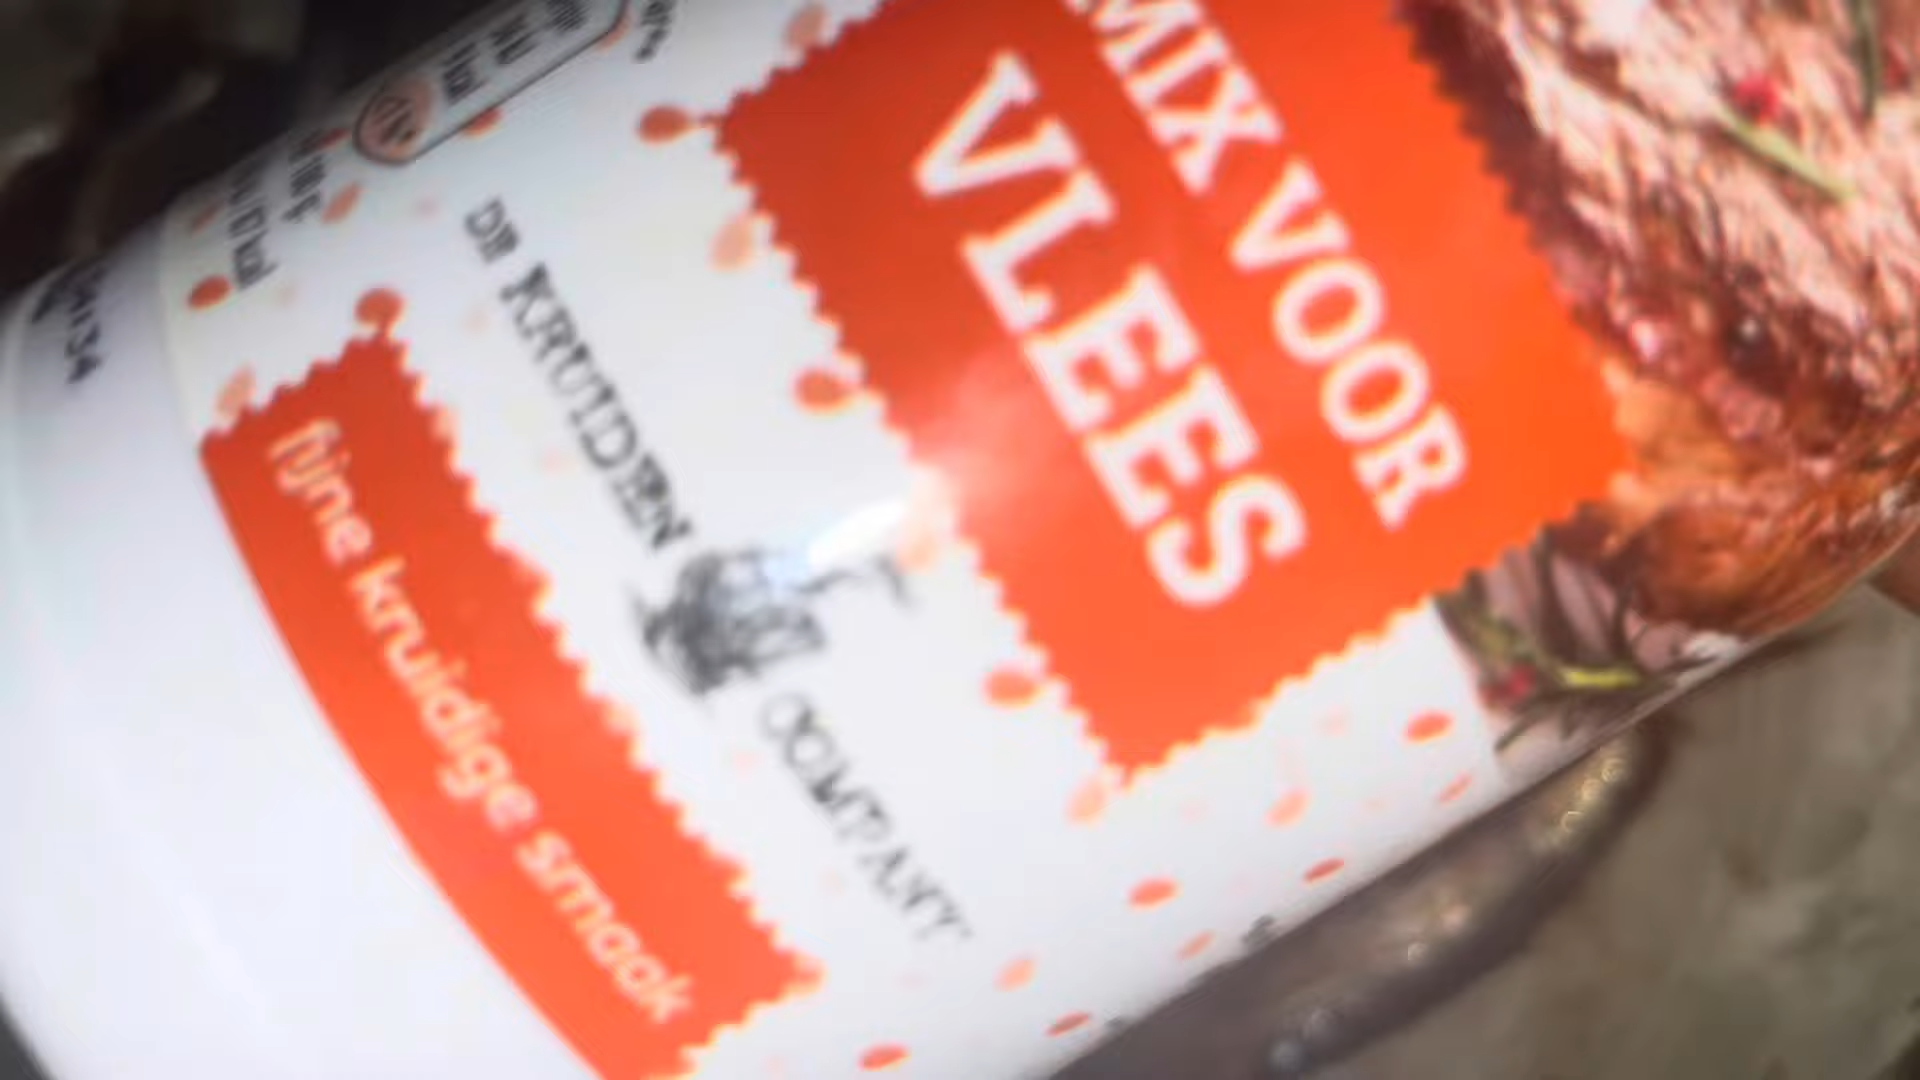 MIX VOOR
VLEES
DE KRUIDEN COMPANY
fijne kruidige smaak